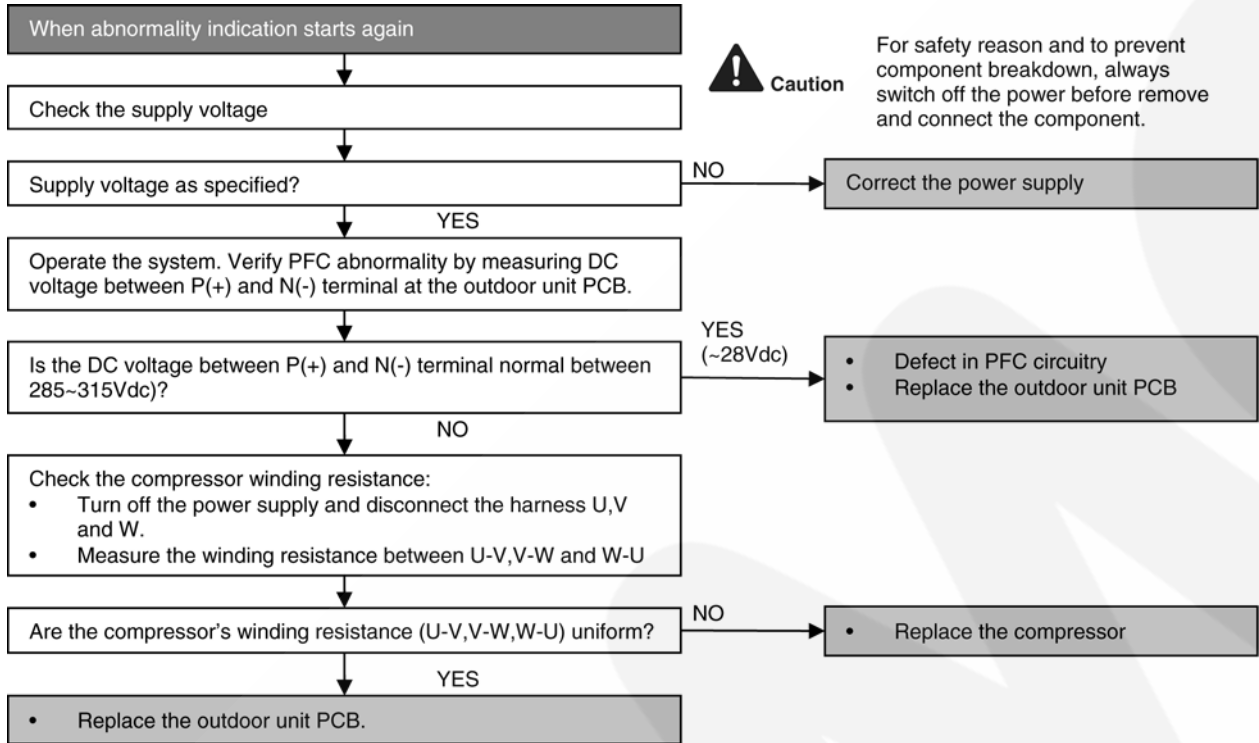 When abnormality indication starts again
For safety reason and to prevent
component breakdown, always
switch off the power before remove
and connect the component.
Caution
Check the supply voltage
Supply voltage as specified?
NO
Correct the power supply
YES
Operate the system. Verify PFC abnormality by measuring DC
voltage between P(+) and N(-) terminal at the outdoor unit PCB.
Is the DC voltage between P(+) and N(-) terminal normal between
285~315Vdc)?
YES
(~28Vdc)
• Defect in PFC circuitry
• Replace the outdoor unit PCB
NO
Check the compressor winding resistance:
• Turn off the power supply and disconnect the harness U,V
and W.
• Measure the winding resistance between U-V,V-W and W-U
Are the compressor's winding resistance (U-V,V-W,W-U) uniform?
NO
• Replace the compressor
YES
• Replace the outdoor unit PCB.